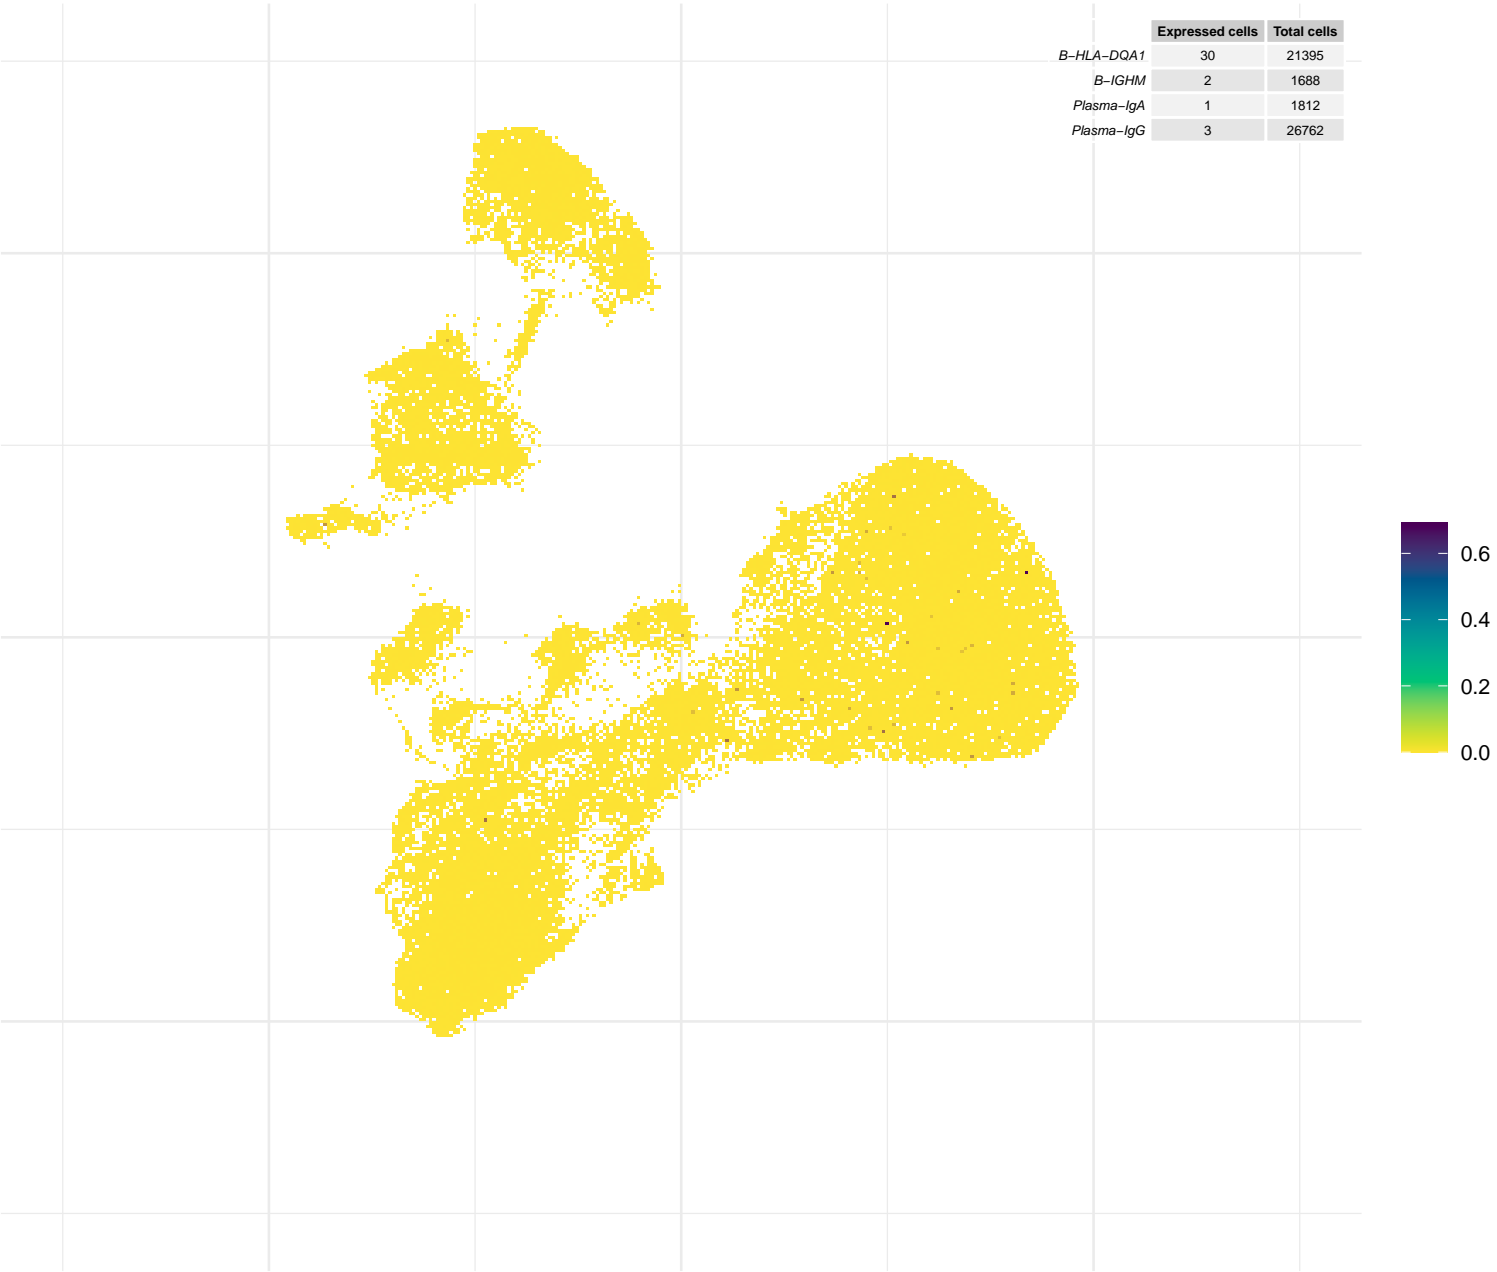 Expressed cells Total cells
B−HLA−DQA1 30 21395
B−IGHM 2 1688
Plasma−IgA 1 1812
Plasma−IgG 3 26762
0.6
0.4
0.2
0.0